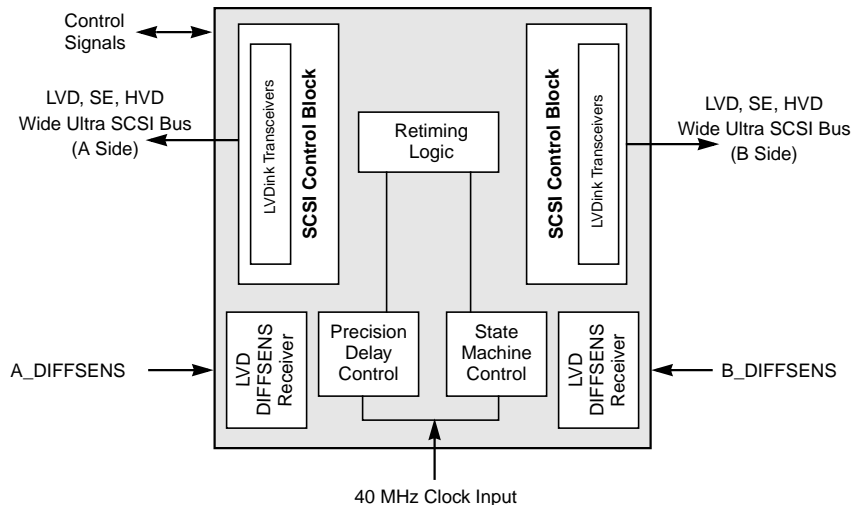 Control
Signals
LVD, SE, HVD
Wide Ultra SCSI Bus
(A Side)
LVDink Transceivers
SCSI Control Block
Retiming
Logic
SCSI Control Block
LVDink Transceivers
LVD, SE, HVD
Wide Ultra SCSI Bus
(B Side)
A_DIFFSENS
LVD
DIFFSENS
Receiver
Precision
Delay
Control
State
Machine
Control
LVD
DIFFSENS
Receiver
B_DIFFSENS
40 MHz Clock Input